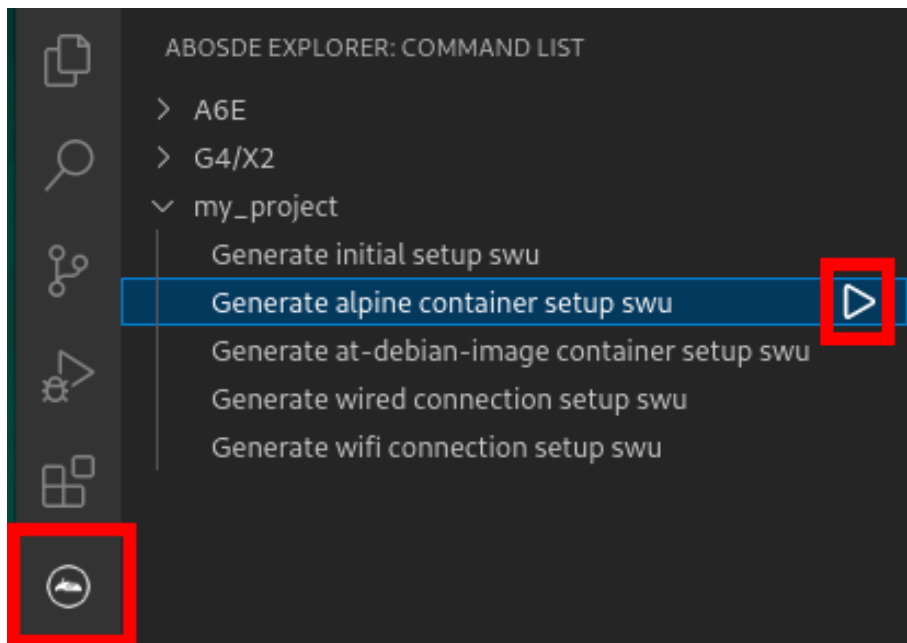 ABOSDE EXPLORER: COMMAND LIST
A6E
G4/X2
my_project
Generate initial setup swu
Generate alpine container setup swu
Generate at-debian-image container setup swu
Generate wired connection setup swu
Generate wifi connection setup swu